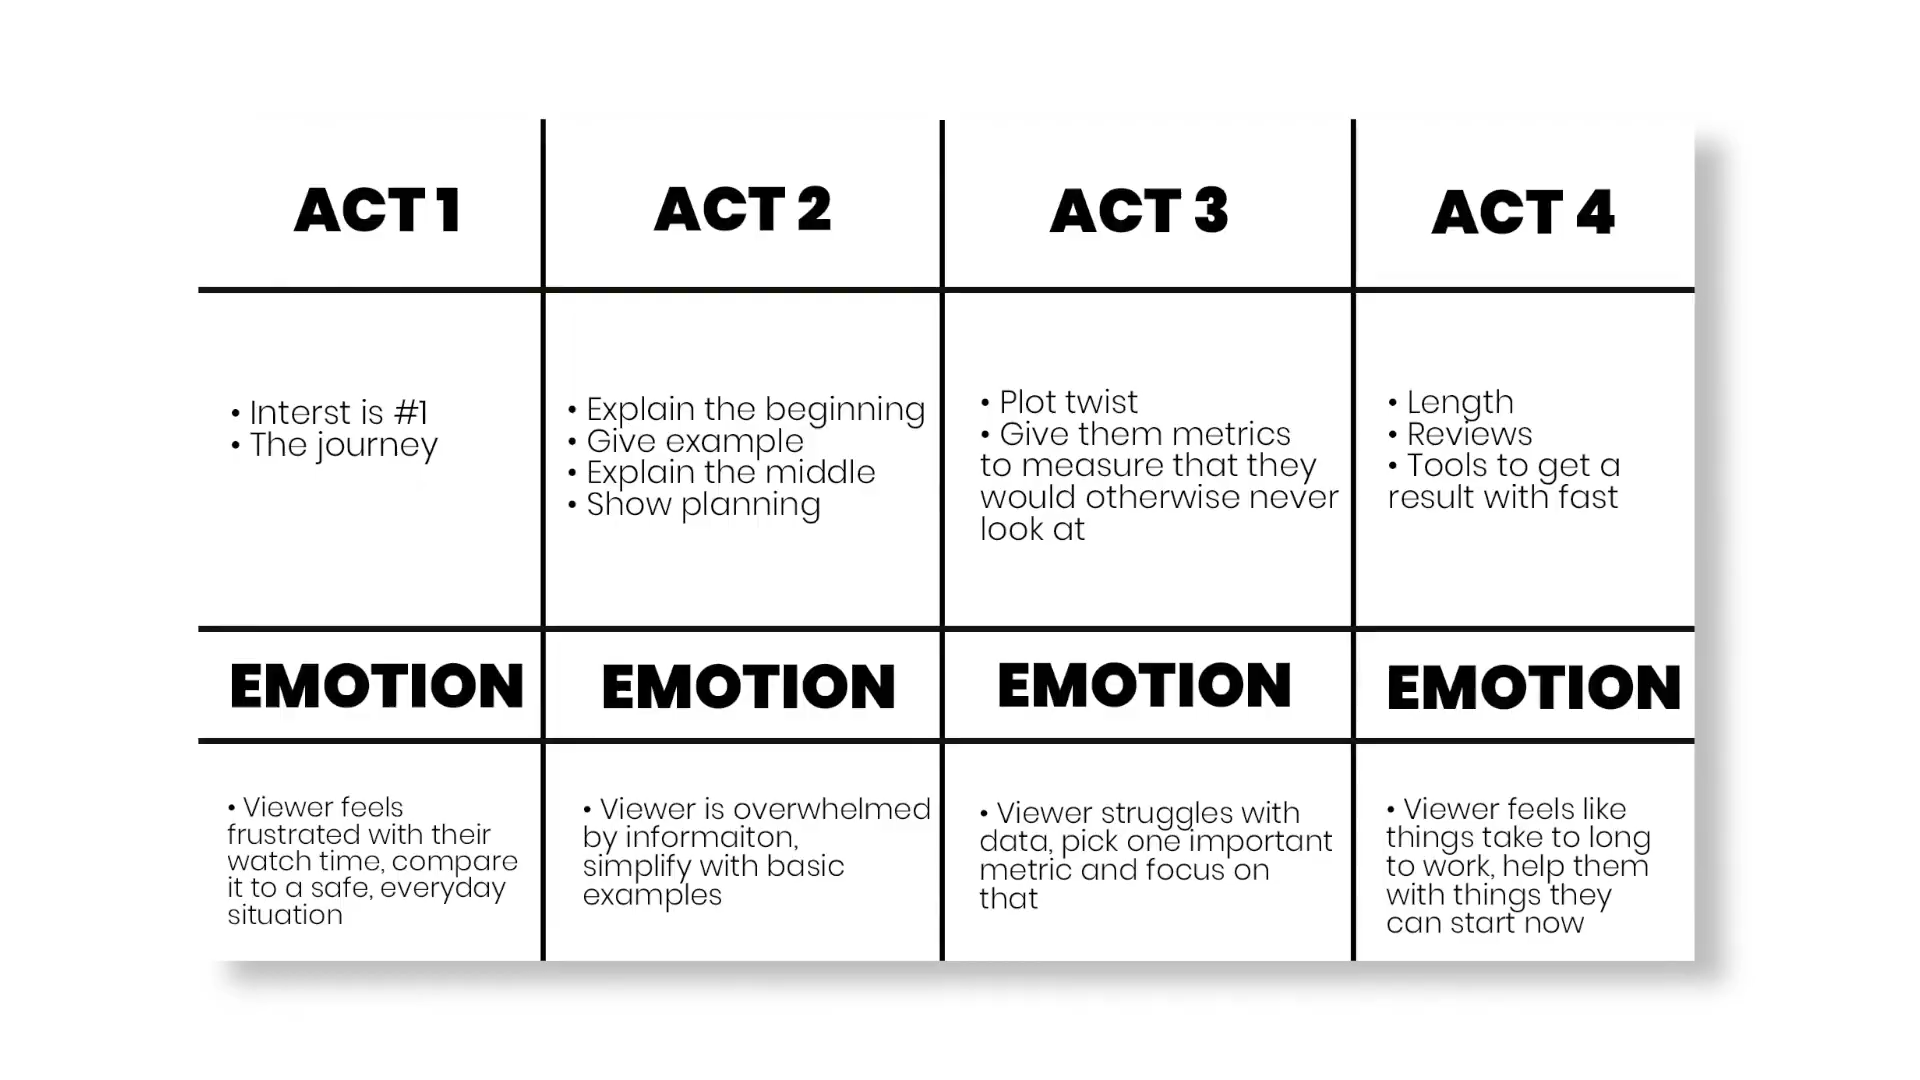 ACT 1
ACT 2
ACT 3
ACT 4
• Interst is #1
• The journey
• Explain the beginning
• Give example
• Explain the middle
• Show planning
• Plot twist
• Give them metrics
to measure that they
would otherwise never
look at
• Length
• Reviews
• Tools to get a
result with fast
EMOTION
EMOTION
EMOTION
EMOTION
• Viewer feels
frustrated with their
watch time, compare
it to a safe, everyday
situation
• Viewer is overwhelmed
by informaiton,
simplify with basic
examples
• Viewer struggles with
data, pick one important
metric and focus on
that
• Viewer feels like
things take to long
to work, help them
with things they
can start now